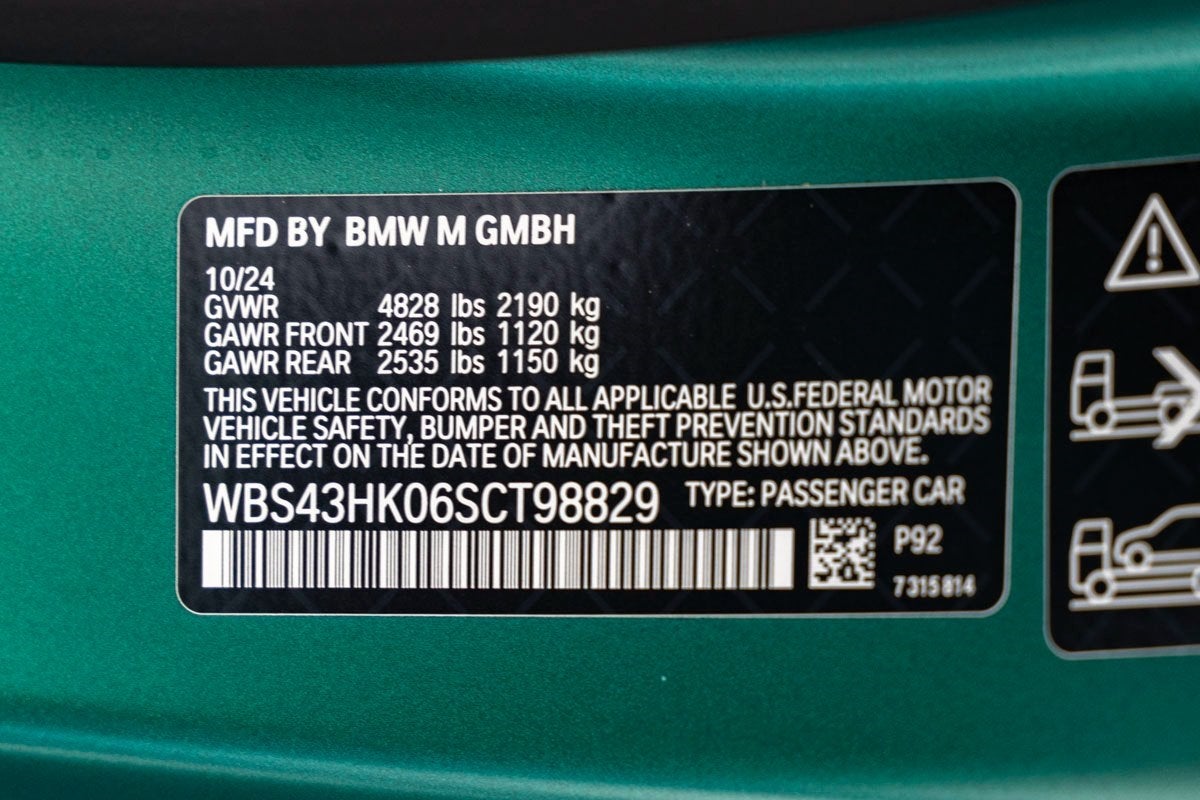 MFD BY BMW M GMBH
10/24
GVWR 4828 lbs 2190 kg
GAWR FRONT 2469 lbs 1120 kg
GAWR REAR 2535 lbs 1150 kg
THIS VEHICLE CONFORMS TO ALL APPLICABLE U.S.FEDERAL MOTOR
VEHICLE SAFETY, BUMPER AND THEFT PREVENTION STANDARDS
IN EFFECT ON THE DATE OF MANUFACTURE SHOWN ABOVE.
WBS43HK06SCT98829 TYPE: PASSENGER CAR
P92
7315814